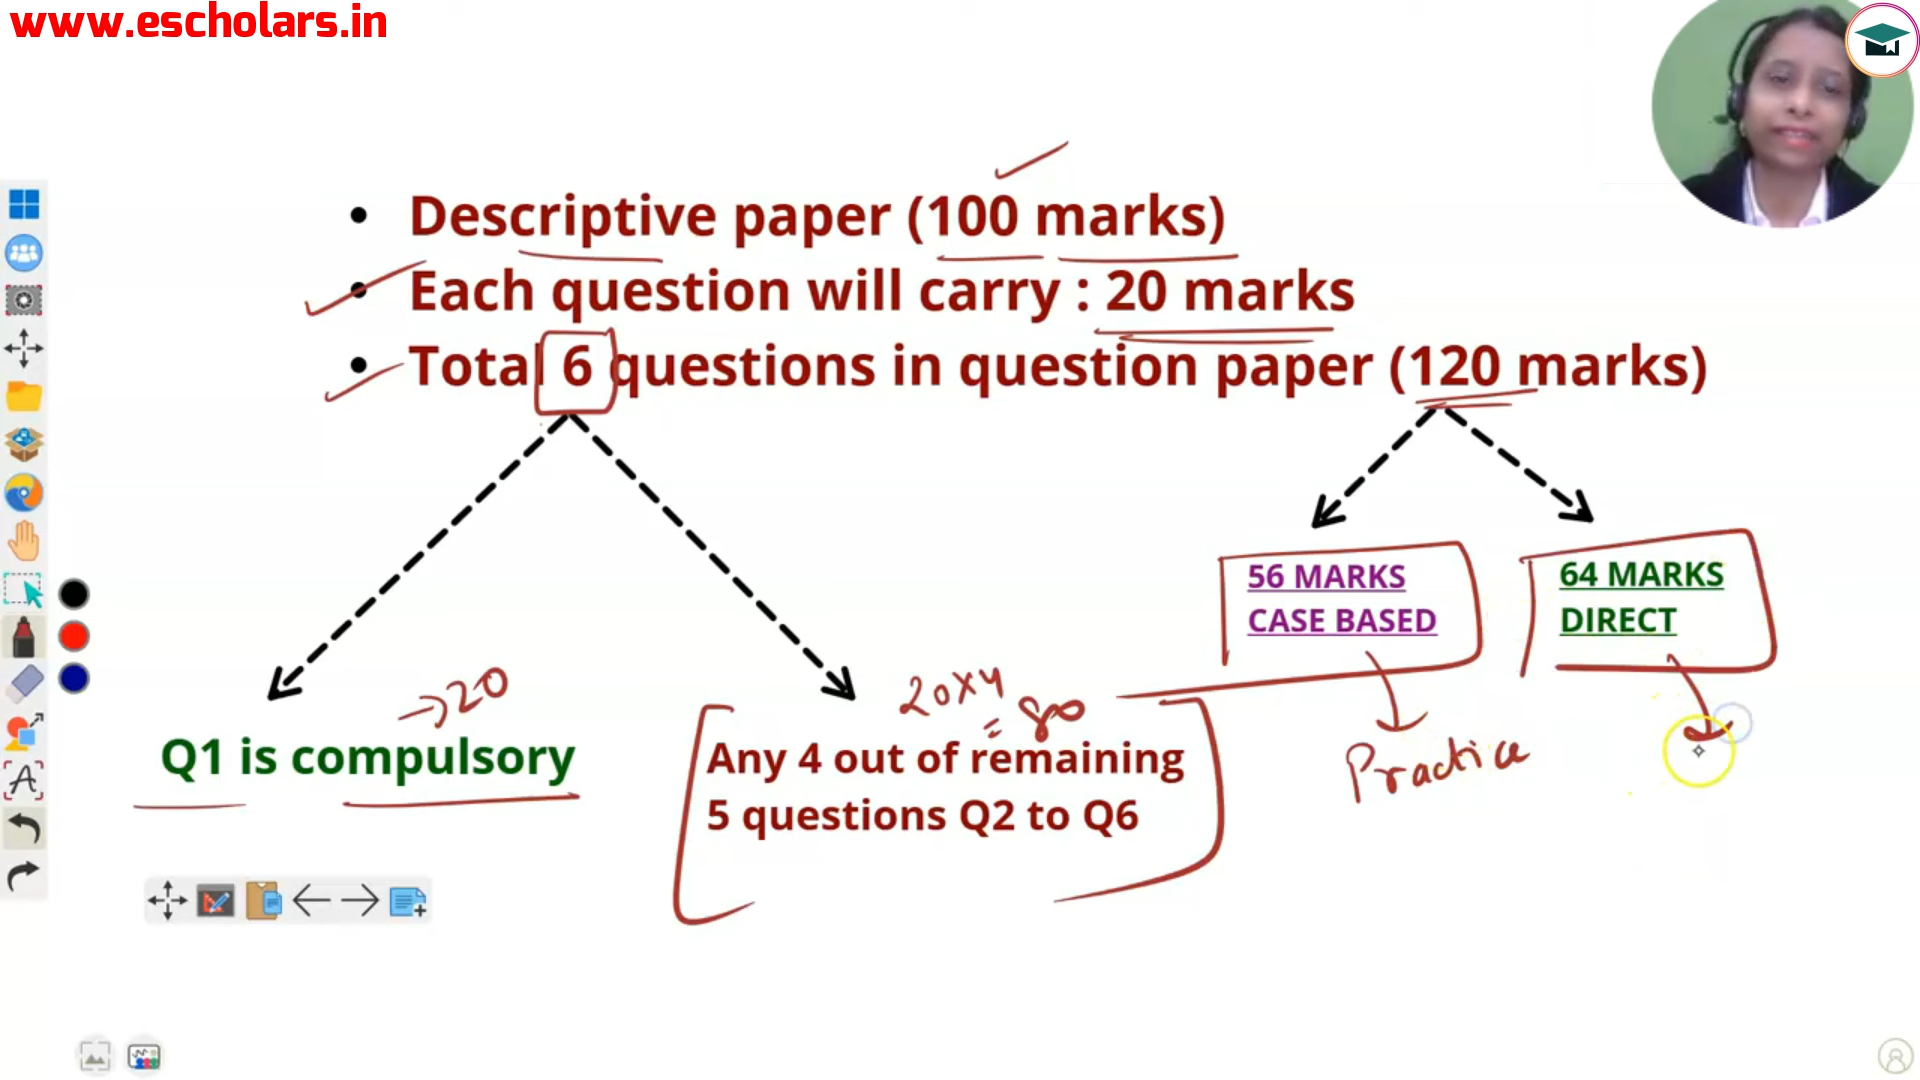 www.escholars.in
• Descriptive paper (100 marks)
• Each question will carry : 20 marks
• Total 6 questions in question paper (120 marks)
56 MARKS
CASE BASED
64 MARKS
DIRECT
→20
20×4
= 80
Q1 is compulsory
Any 4 out of remaining
5 questions Q2 to Q6
Practice